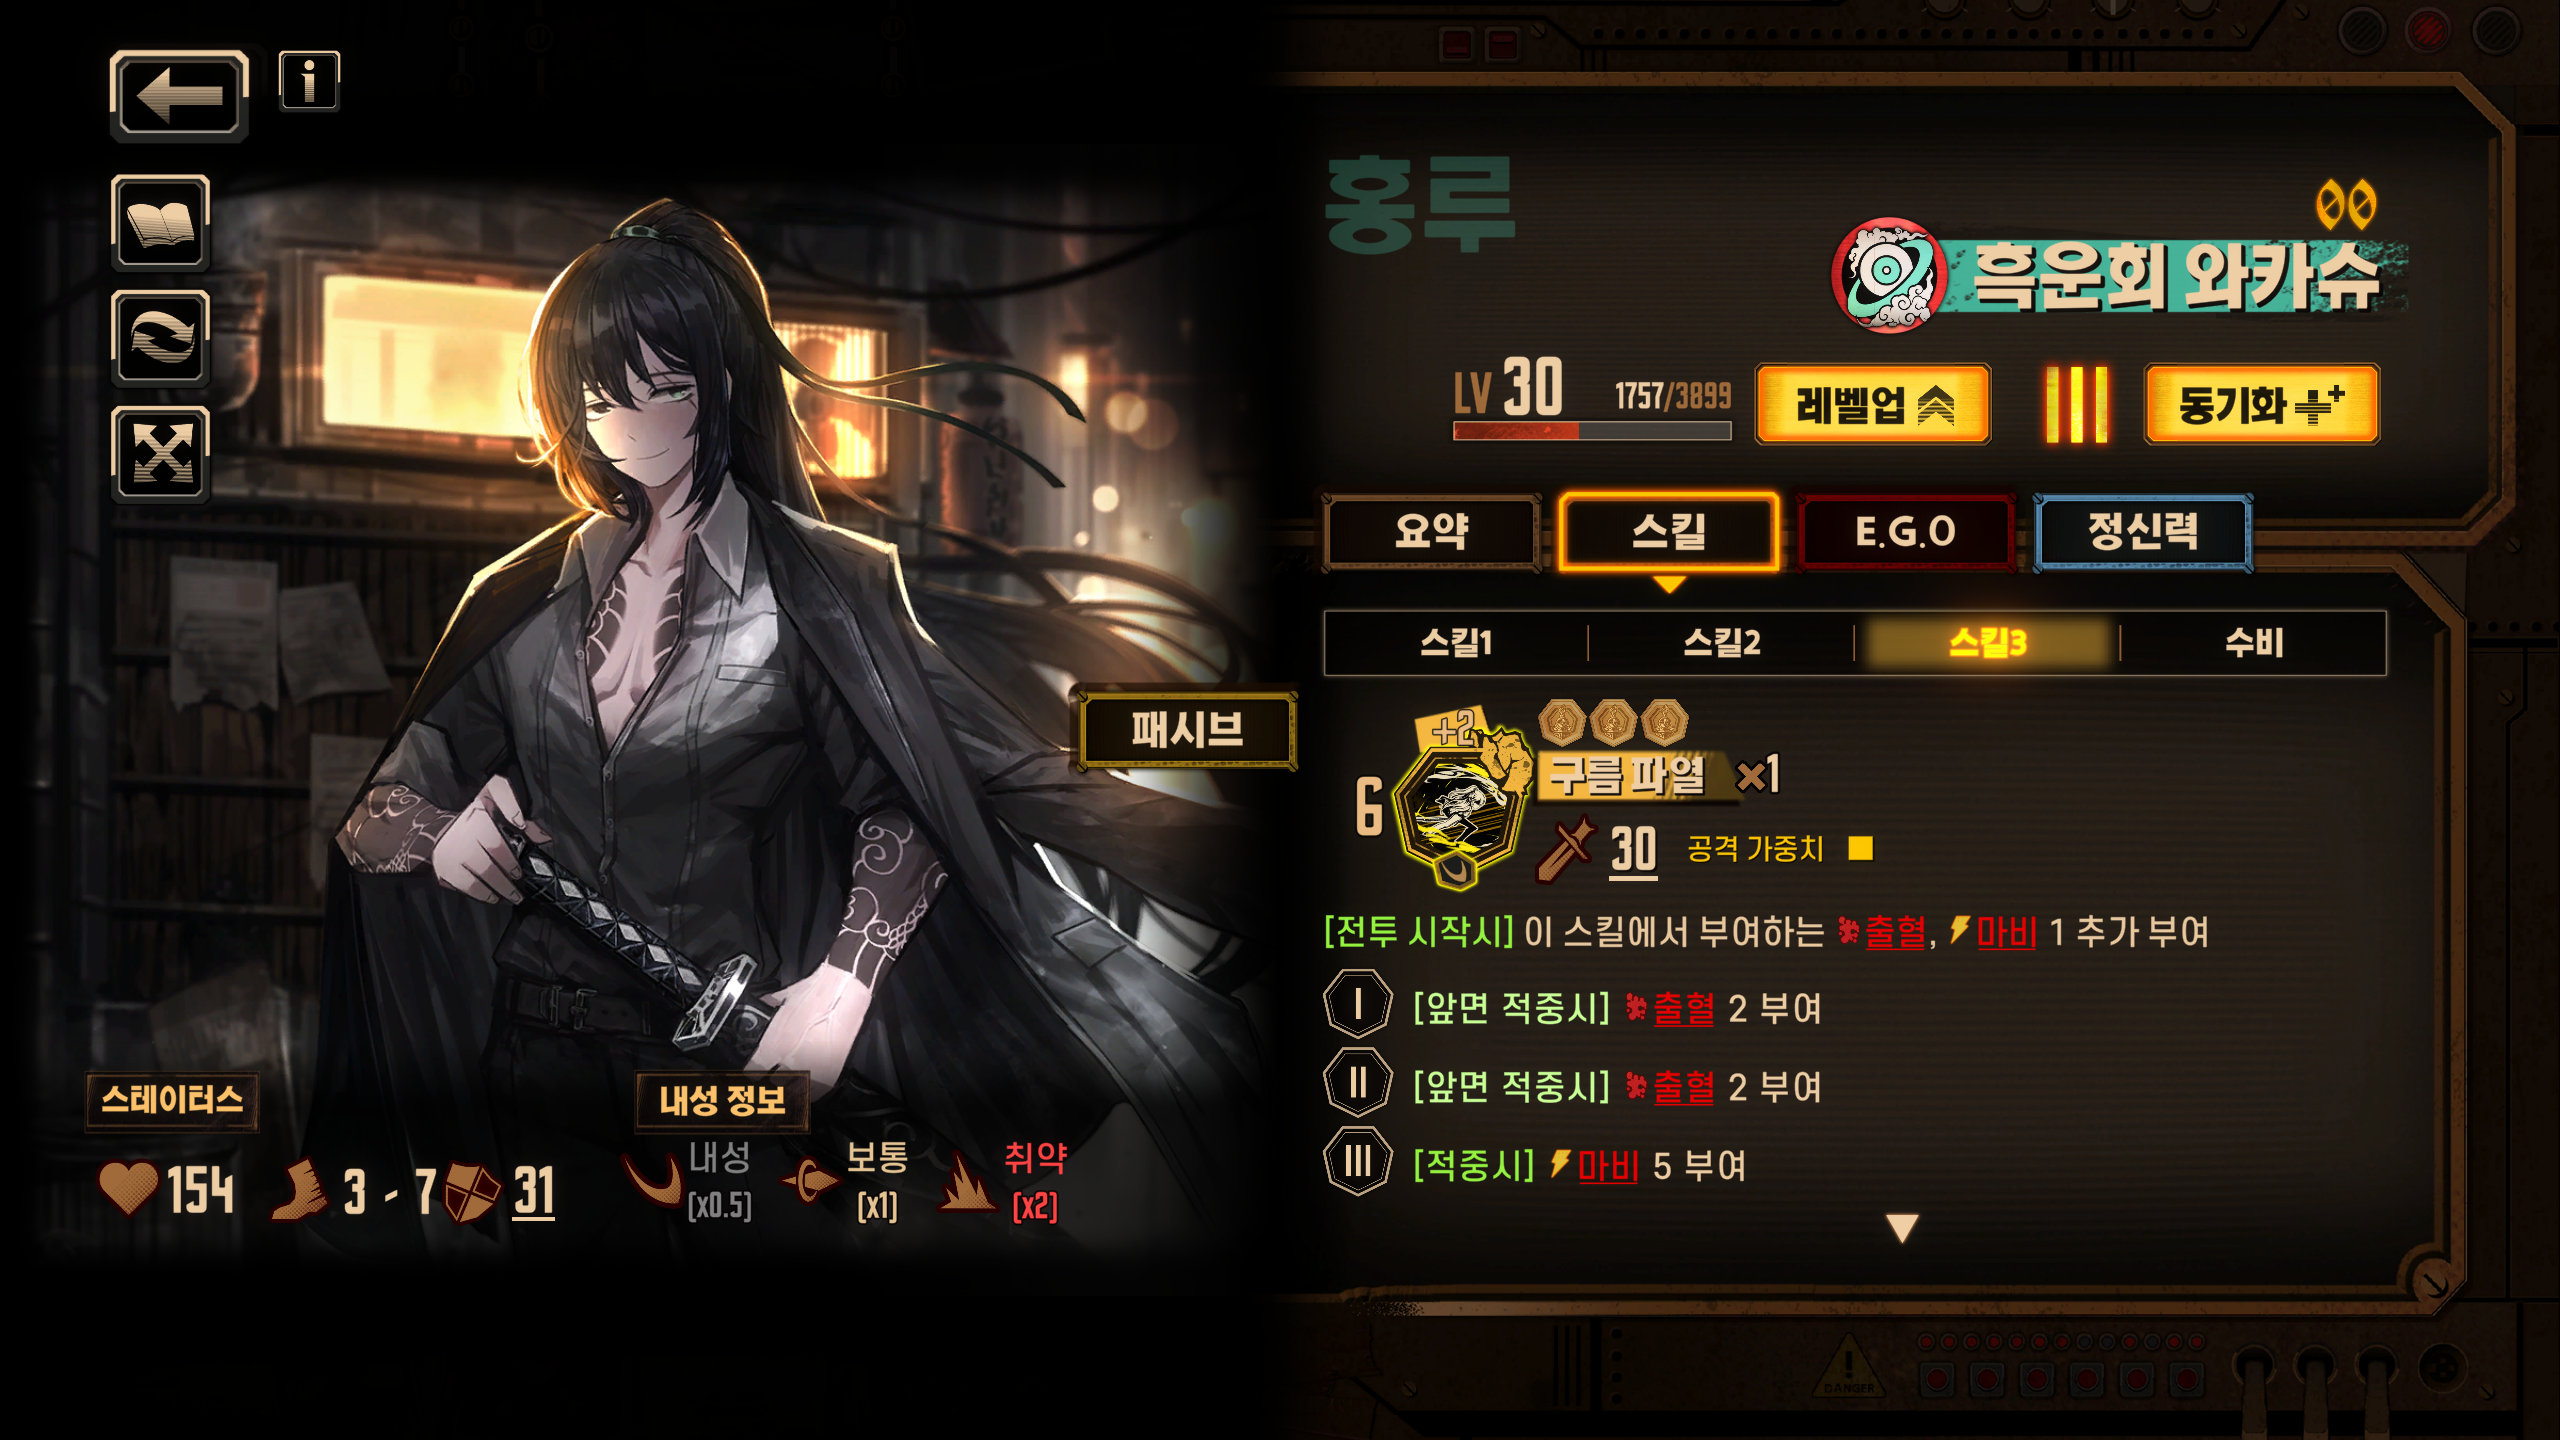 홍루
흑운회 와카슈
LV 30 1757/3899 레벨업 동기화
요약 스킬 E.G.O 정신력
스킬1 스킬2 스킬3 수비
패시브
+2
6 구름 파열 ×1
30 공격 가중치
[전투 시작시] 이 스킬에서 부여하는 출혈, 마비 1 추가 부여
I [앞면 적중시] 출혈 2 부여
II [앞면 적중시] 출혈 2 부여
III [적중시] 마비 5 부여
스테이터스
154 3 - 7 31
내성 정보
내성 보통 취약
[x0.5] [x1] [x2]
DANGER